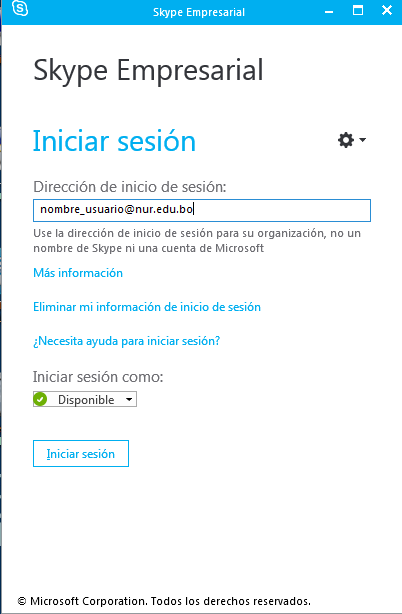 Skype Empresarial
Skype Empresarial
Iniciar sesión
Dirección de inicio de sesión:
nombre_usuario@nur.edu.bo
Use la dirección de inicio de sesión para su organización, no un
nombre de Skype ni una cuenta de Microsoft
Más información
Eliminar mi información de inicio de sesión
¿Necesita ayuda para iniciar sesión?
Iniciar sesión como:
Disponible
Iniciar sesión
© Microsoft Corporation. Todos los derechos reservados.